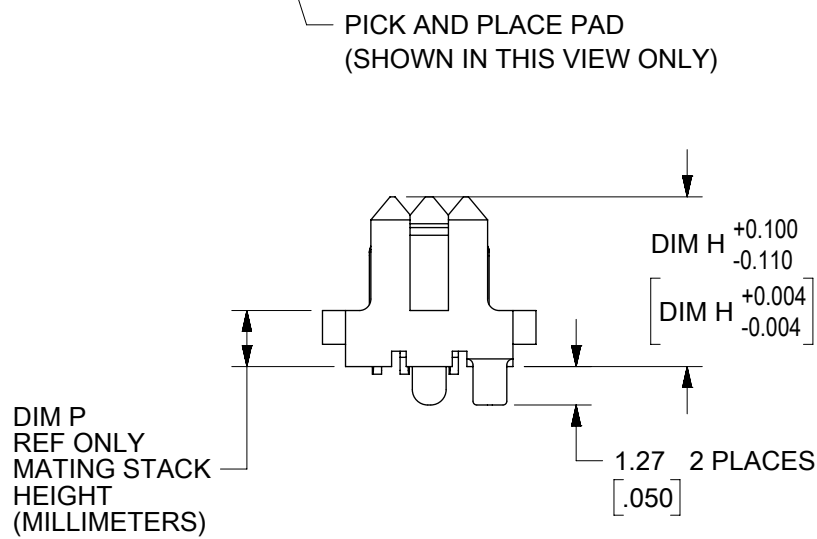 PICK AND PLACE PAD
(SHOWN IN THIS VIEW ONLY)
DIM H +0.100
-0.110
[DIM H +0.004
-0.004]
DIM P
REF ONLY
MATING STACK
HEIGHT
(MILLIMETERS)
1.27 2 PLACES
[.050]